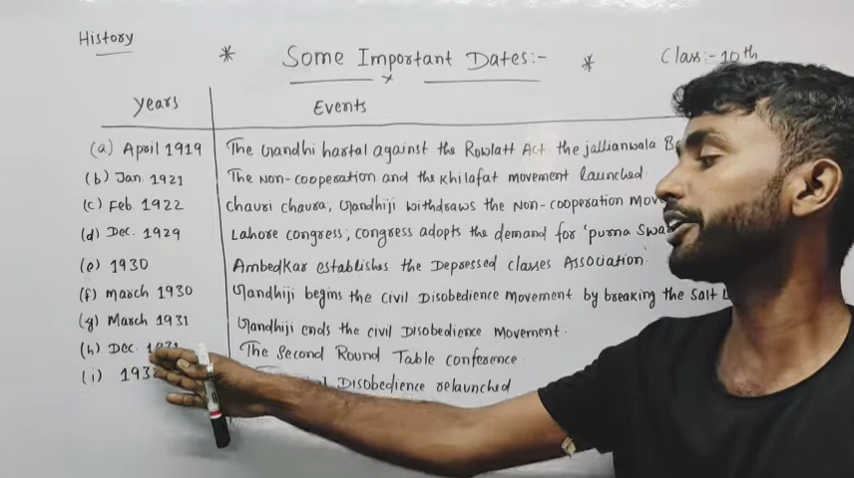 History
* Some Important Dates:- *
Class:- 10th
Years
Events
(a) April 1919 The Gandhi hartal against the Rowlatt Act. the jallianwala
(b) Jan. 1921 The Non-cooperation and the Khilafat movement launched
(c) Feb. 1922 Chauri chaura, Gandhiji withdraws the Non-cooperation
(d) Dec. 1929 Lahore congress, congress adopts the demand for 'purna
(e) 1930 Ambedkar establishes the Depressed classes Association.
(f) march 1930 Gandhiji begins the civil Disobedience Movement by breaking the Salt
(g) March 1931 Gandhiji ends the civil Disobedience Movement.
(h) Dec. 1931 The Second Round Table conference.
(i) Disobedience relaunched